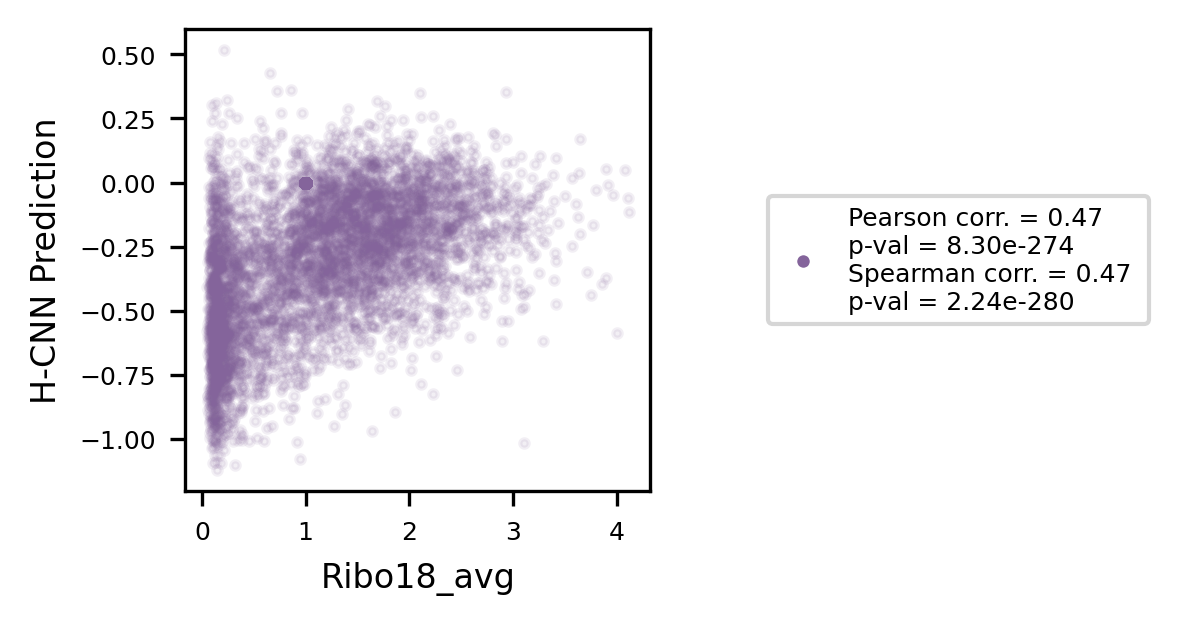 H-CNN Prediction
0.50
0.25
0.00
−0.25
−0.50
−0.75
−1.00
0 1 2 3 4
Ribo18_avg
Pearson corr. = 0.47
p-val = 8.30e-274
Spearman corr. = 0.47
p-val = 2.24e-280